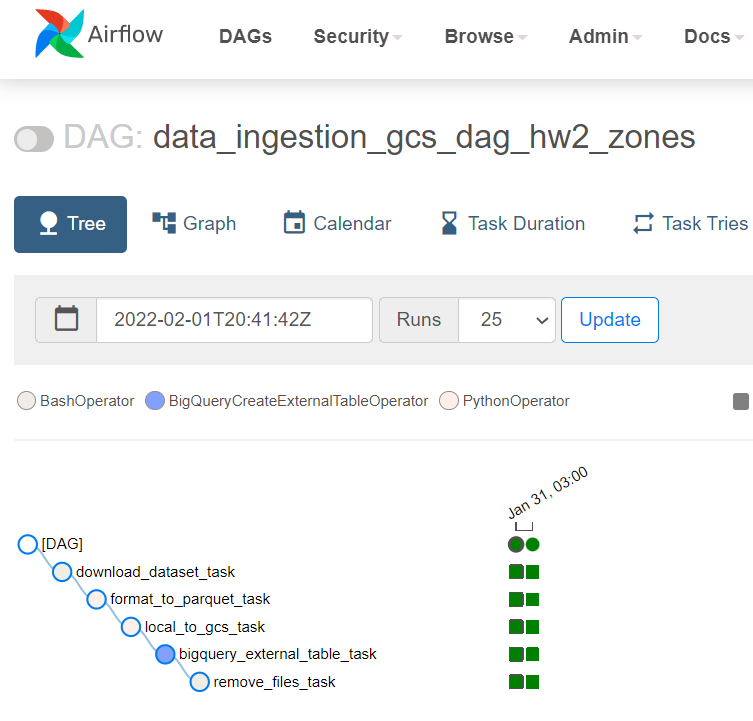 Airflow DAGs Security Browse Admin Docs
DAG: data_ingestion_gcs_dag_hw2_zones
Tree Graph Calendar Task Duration Task Tries
2022-02-01T20:41:42Z Runs 25 Update
BashOperator BigQueryCreateExternalTableOperator PythonOperator
Jan 31, 03:00
[DAG]
download_dataset_task
format_to_parquet_task
local_to_gcs_task
bigquery_external_table_task
remove_files_task